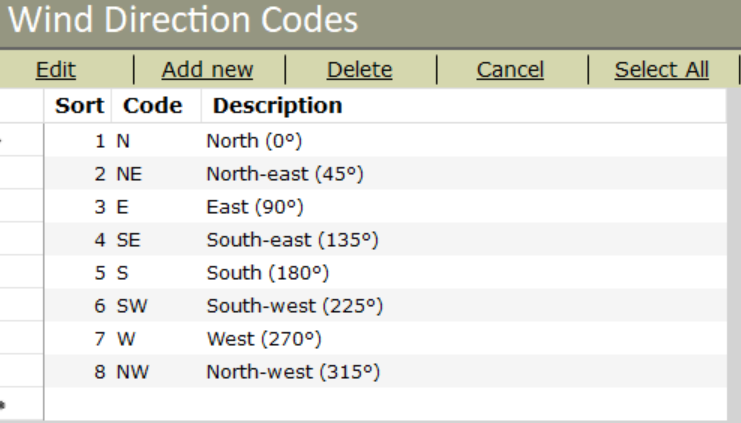 Wind Direction Codes
Edit | Add new | Delete | Cancel | Select All |
Sort Code Description
1 N North (0°)
2 NE North-east (45°)
3 E East (90°)
4 SE South-east (135°)
5 S South (180°)
6 SW South-west (225°)
7 W West (270°)
8 NW North-west (315°)